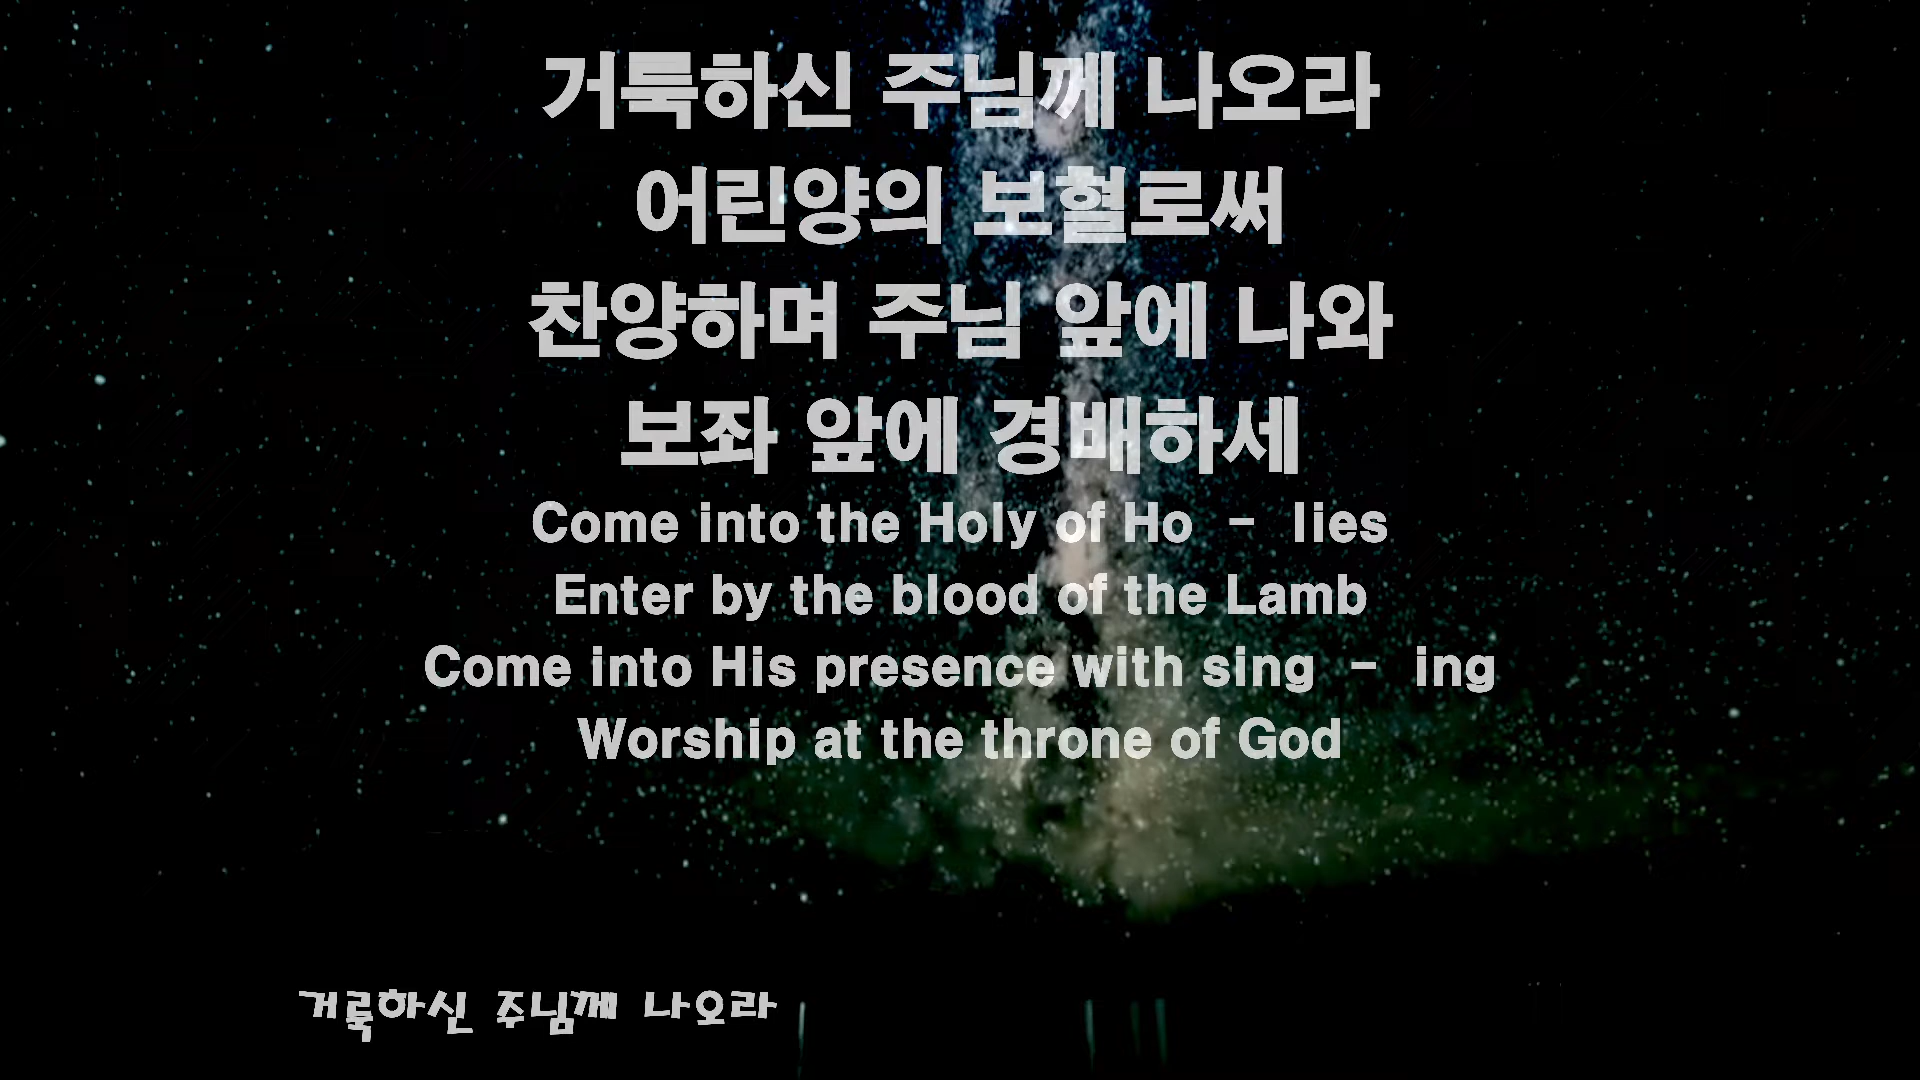 거룩하신 주님께 나오라
어린양의 보혈로써
찬양하며 주님 앞에 나와
보좌 앞에 경배하세
Come into the Holy of Ho - lies
Enter by the blood of the Lamb
Come into His presence with sing - ing
Worship at the throne of God
거룩하신 주님께 나오라